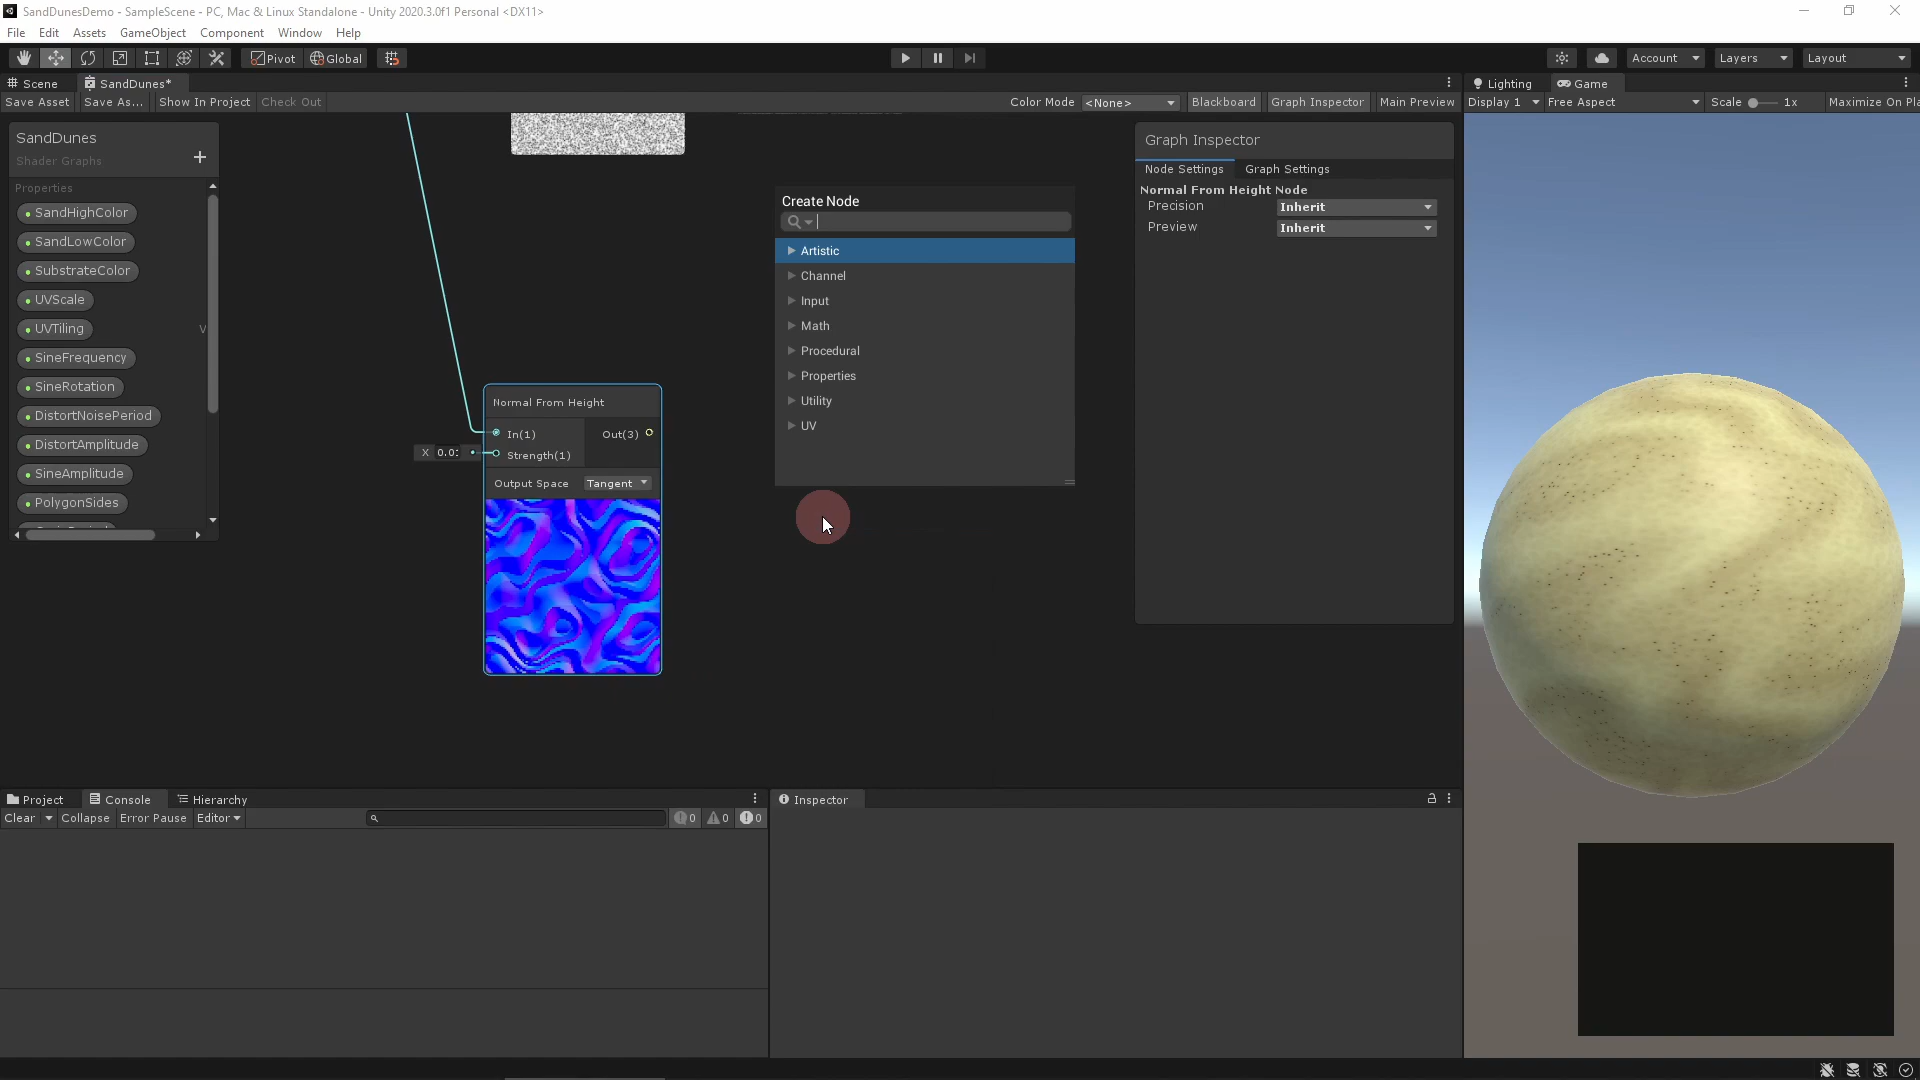 SandDunesDemo - SampleScene - PC, Mac & Linux Standalone - Unity 2020.3.0f1 Personal <DX11>
File Edit Assets GameObject Component Window Help
Pivot Global Account Layers Layout
Scene SandDunes* Lighting Game
Save Asset Save As... Show In Project Check Out Color Mode <None> Blackboard Graph Inspector Main Preview Display 1 Free Aspect Scale 1x Maximize On Pla
SandDunes
Shader Graphs
+
Properties
SandHighColor
SandLowColor
SubstrateColor
UVScale
UVTiling V
SineFrequency
SineRotation
DistortNoisePeriod
DistortAmplitude
SineAmplitude
PolygonSides
Normal From Height
In(1) Out(3)
X 0.0: Strength(1)
Output Space Tangent
Create Node
Artistic
Channel
Input
Math
Procedural
Properties
Utility
UV
Graph Inspector
Node Settings Graph Settings
Normal From Height Node
Precision Inherit
Preview Inherit
Project Console Hierarchy
Clear Collapse Error Pause Editor 0 0 0
Inspector